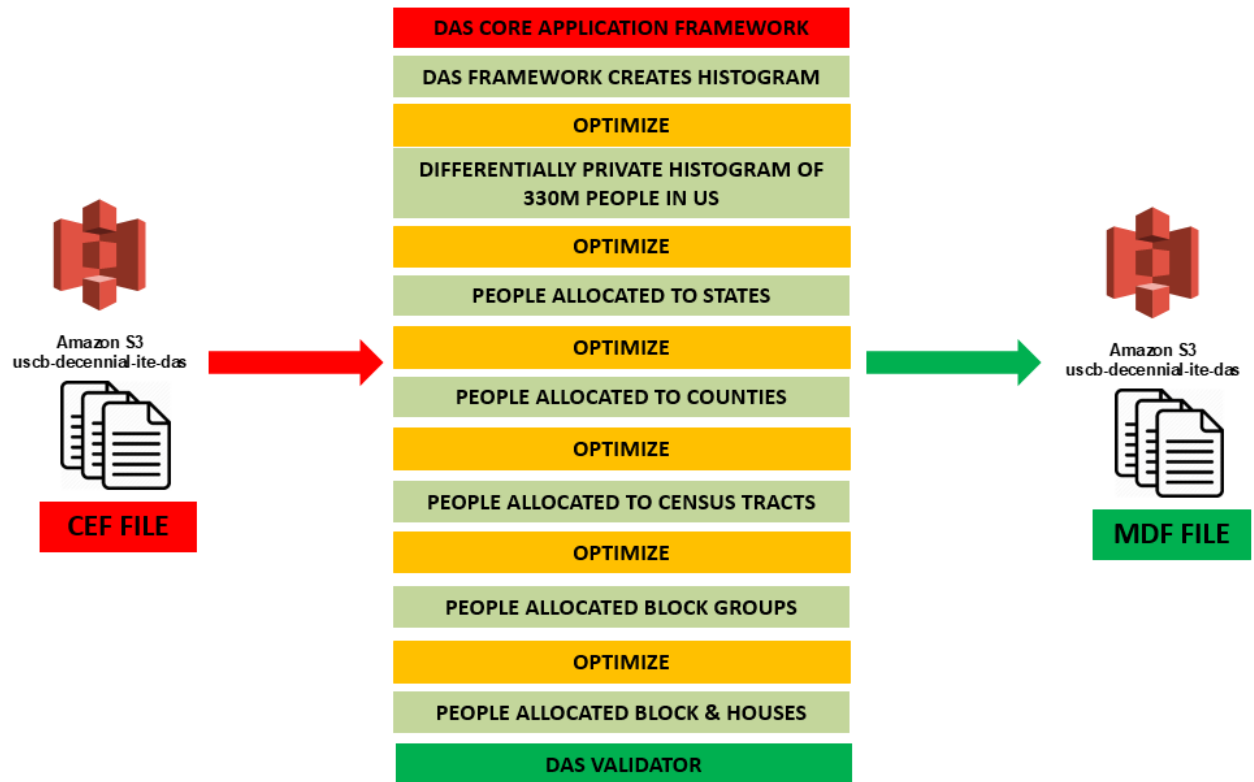 DAS CORE APPLICATION FRAMEWORK
DAS FRAMEWORK CREATES HISTOGRAM
OPTIMIZE
DIFFERENTIALLY PRIVATE HISTOGRAM OF
330M PEOPLE IN US
OPTIMIZE
PEOPLE ALLOCATED TO STATES
OPTIMIZE
PEOPLE ALLOCATED TO COUNTIES
OPTIMIZE
PEOPLE ALLOCATED TO CENSUS TRACTS
OPTIMIZE
PEOPLE ALLOCATED BLOCK GROUPS
OPTIMIZE
PEOPLE ALLOCATED BLOCK & HOUSES
DAS VALIDATOR
Amazon S3
uscb-decennial-ite-das
CEF FILE
Amazon S3
uscb-decennial-ite-das
MDF FILE